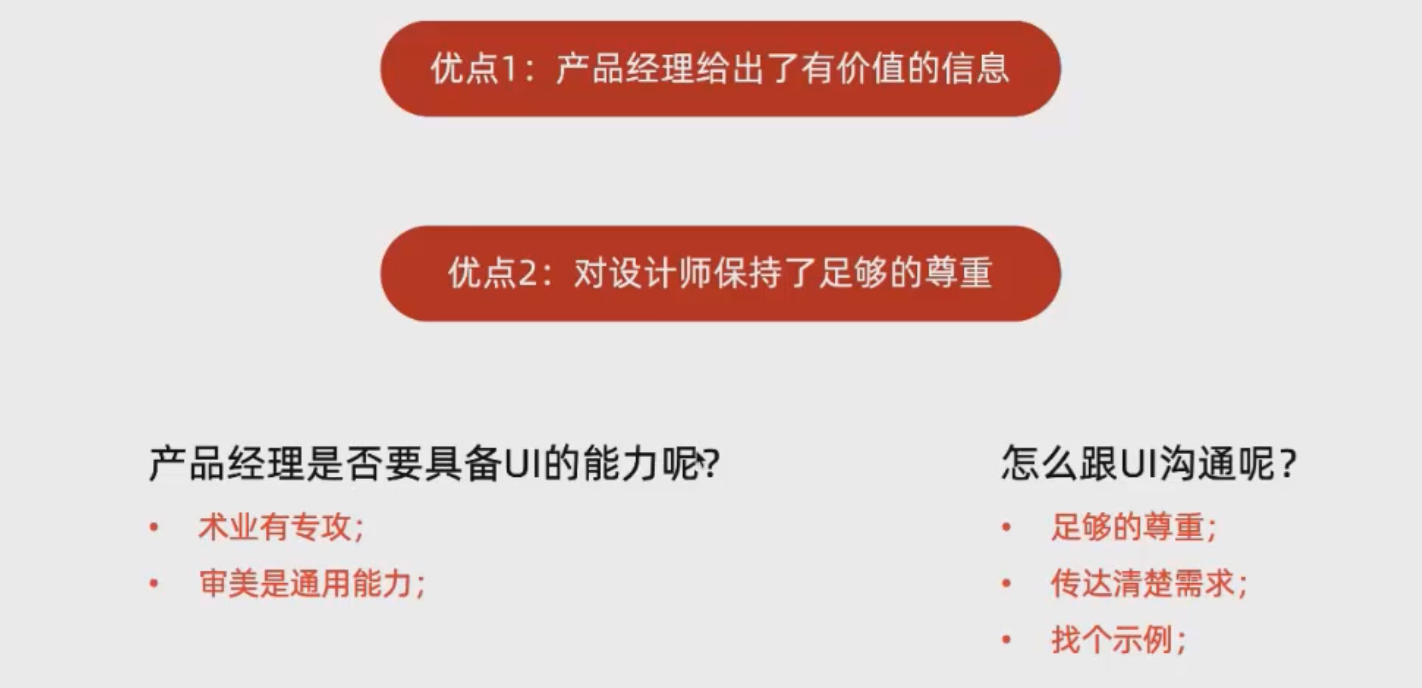 优点1：产品经理给出了有价值的信息
优点2：对设计师保持了足够的尊重
产品经理是否要具备UI的能力呢?
• 术业有专攻；
• 审美是通用能力；
怎么跟UI沟通呢？
• 足够的尊重；
• 传达清楚需求；
• 找个示例；